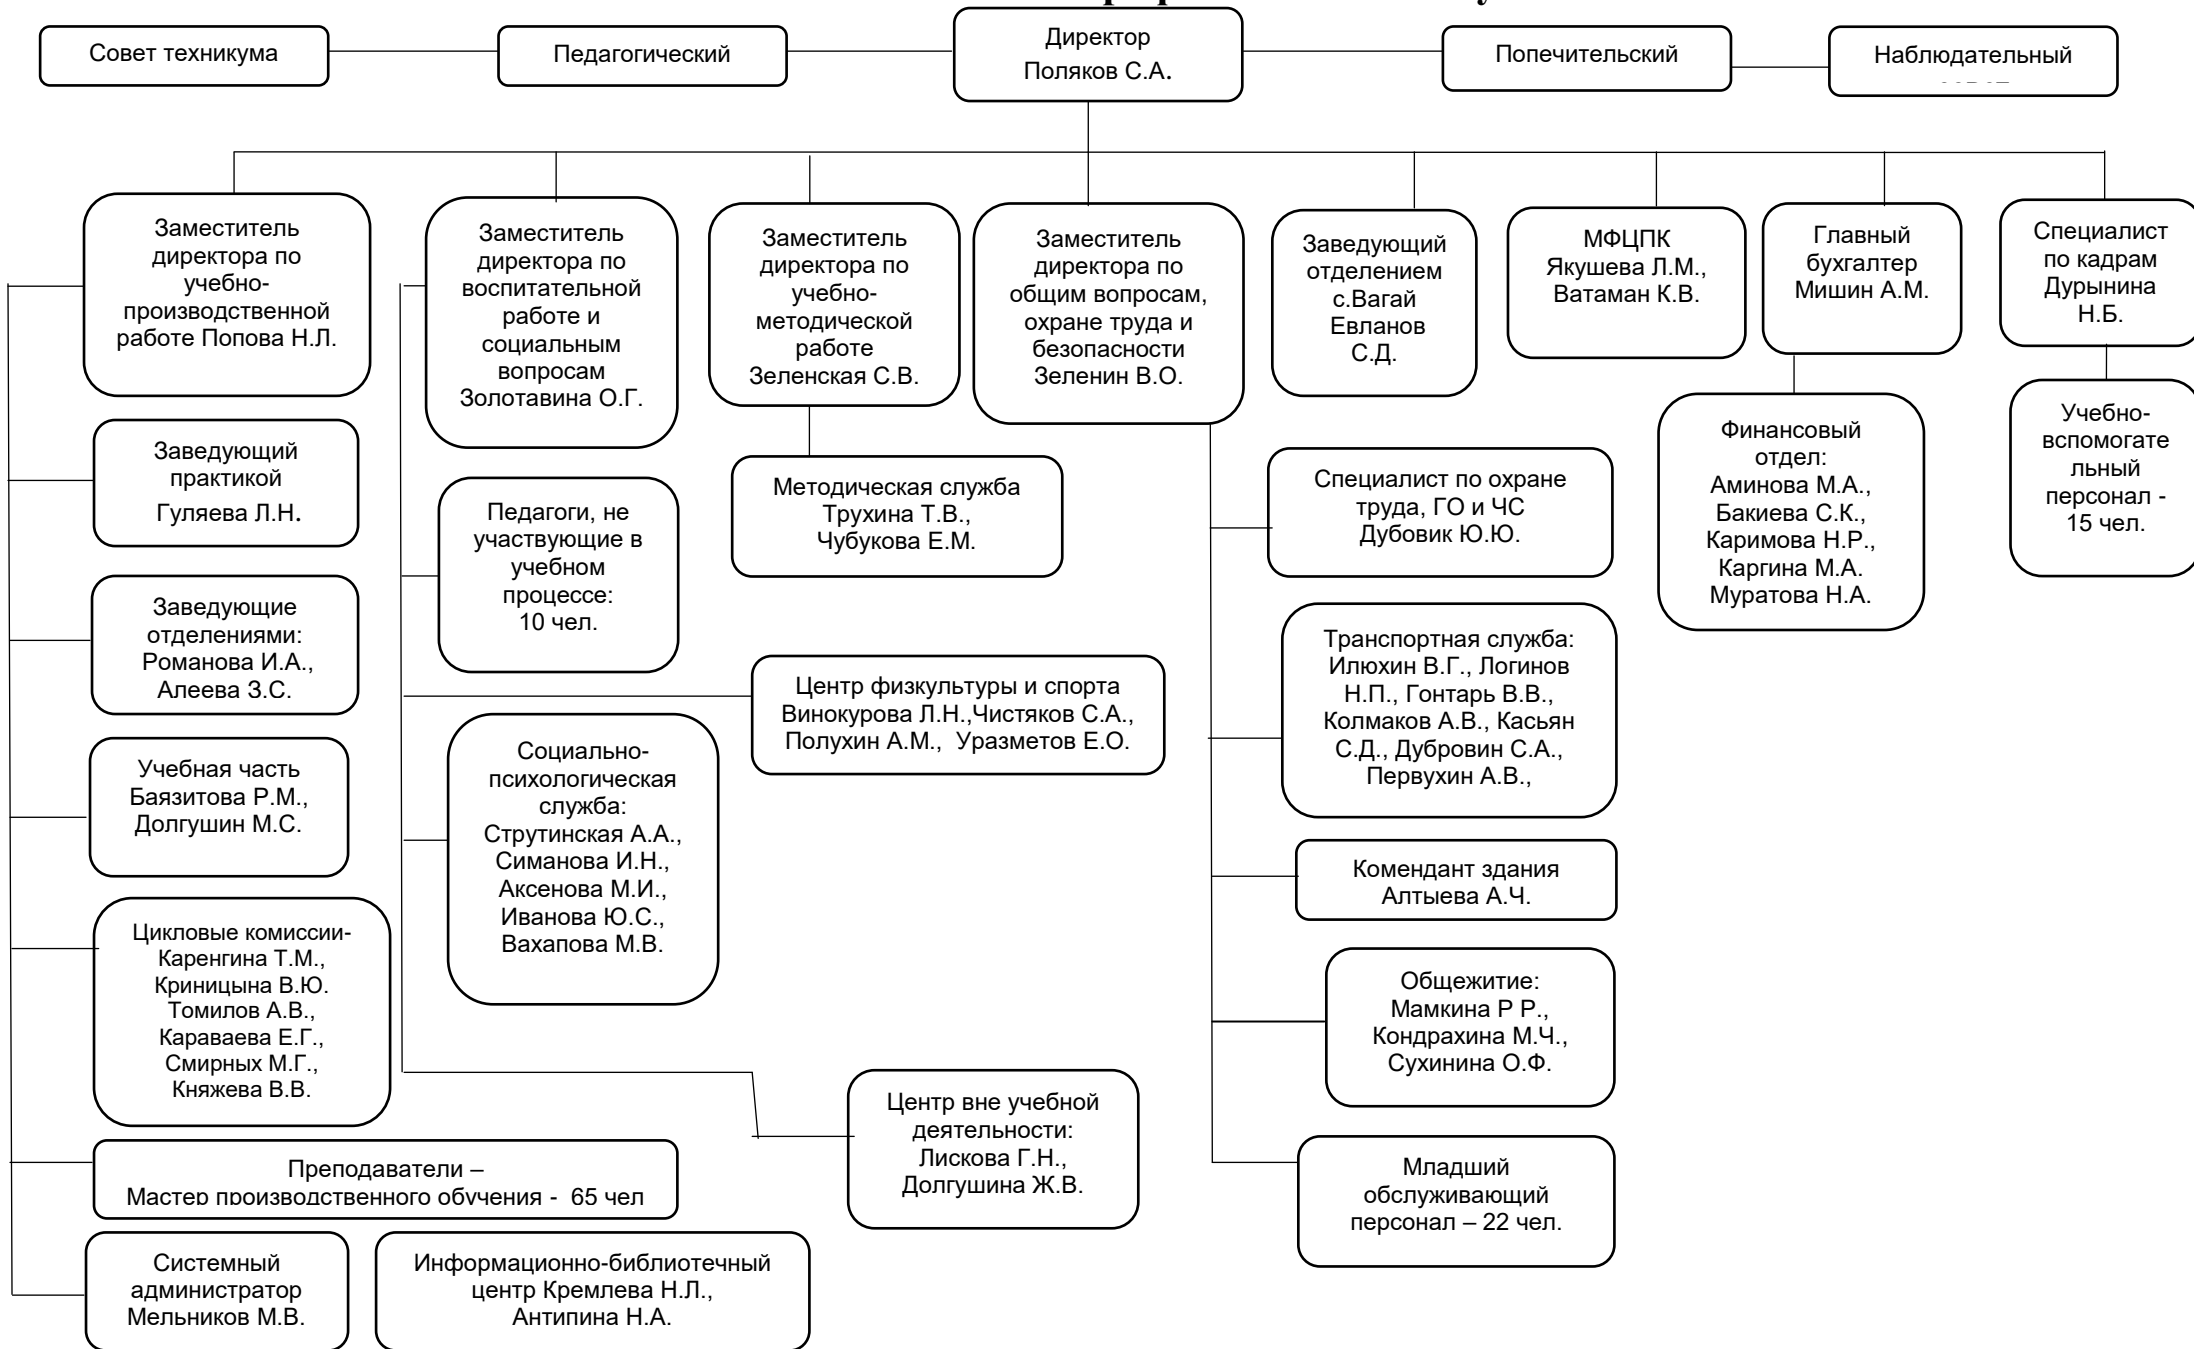 Совет техникума
Педагогический
Директор
Поляков С.А.
Попечительский
Наблюдательный
Заместитель
директора по
учебно-
производственной
работе Попова Н.Л.
Заместитель
директора по
воспитательной
работе и
социальным
вопросам
Золотавина О.Г.
Заместитель
директора по
учебно-
методической
работе
Зеленская С.В.
Заместитель
директора по
общим вопросам,
охране труда и
безопасности
Зеленин В.О.
Заведующий
отделением
с.Вагай
Евланов
С.Д.
МФЦПК
Якушева Л.М.,
Ватаман К.В.
Главный
бухгалтер
Мишин А.М.
Специалист
по кадрам
Дурынина
Н.Б.
Заведующий
практикой
Гуляева Л.Н.
Педагоги, не
участвующие в
учебном
процессе:
10 чел.
Методическая служба
Трухина Т.В.,
Чубукова Е.М.
Специалист по охране
труда, ГО и ЧС
Дубовик Ю.Ю.
Финансовый
отдел:
Аминова М.А.,
Бакиева С.К.,
Каримова Н.Р.,
Каргина М.А.
Муратова Н.А.
Учебно-
вспомогате
льный
персонал -
15 чел.
Заведующие
отделениями:
Романова И.А.,
Алеева З.С.
Центр физкультуры и спорта
Винокурова Л.Н.,Чистяков С.А.,
Полухин А.М., Уразметов Е.О.
Транспортная служба:
Илюхин В.Г., Логинов
Н.П., Гонтарь В.В.,
Колмаков А.В., Касьян
С.Д., Дубровин С.А.,
Первухин А.В.,
Учебная часть
Баязитова Р.М.,
Долгушин М.С.
Социально-
психологическая
служба:
Струтинская А.А.,
Симанова И.Н.,
Аксенова М.И.,
Иванова Ю.С.,
Вахапова М.В.
Комендант здания
Алтыева А.Ч.
Цикловые комиссии-
Каренгина Т.М.,
Криницына В.Ю.
Томилов А.В.,
Караваева Е.Г.,
Смирных М.Г.,
Княжева В.В.
Общежитие:
Мамкина Р Р.,
Кондрахина М.Ч.,
Сухинина О.Ф.
Центр вне учебной
деятельности:
Лискова Г.Н.,
Долгушина Ж.В.
Преподаватели –
Мастер производственного обучения - 65 чел
Младший
обслуживающий
персонал – 22 чел.
Системный
администратор
Мельников М.В.
Информационно-библиотечный
центр Кремлева Н.Л.,
Антипина Н.А.